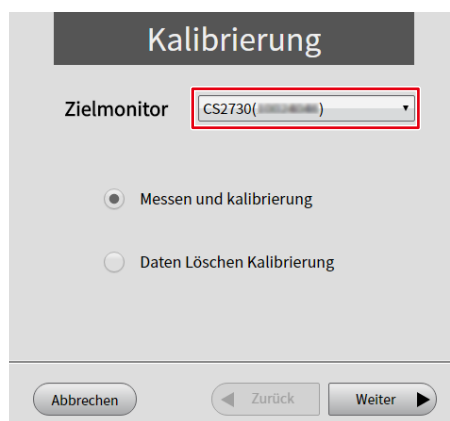 Kalibrierung
Zielmonitor CS2730( )
Messen und kalibrierung
Daten Löschen Kalibrierung
Abbrechen Zurück Weiter